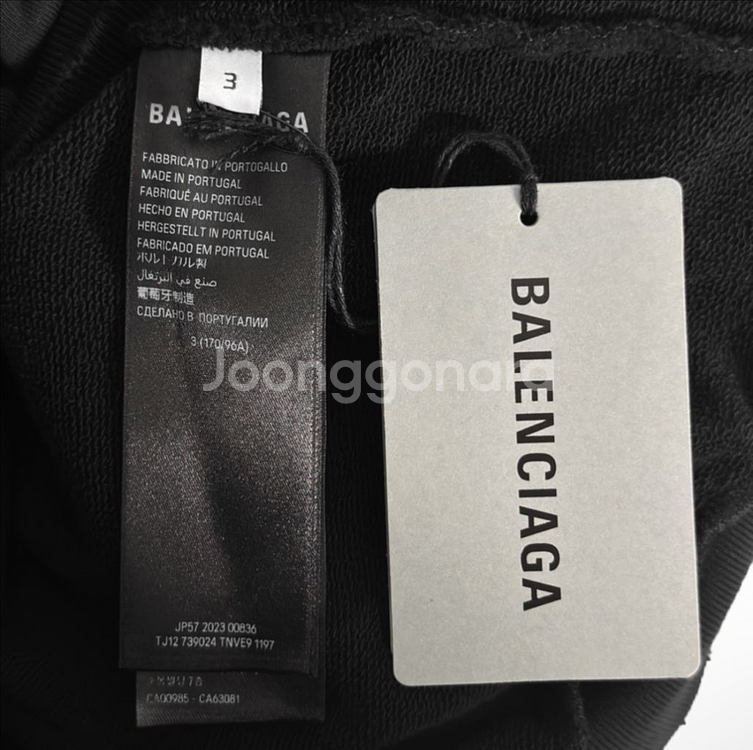 3
BALENCIAGA
FABBRICATO IN PORTOGALLO
MADE IN PORTUGAL
FABRIQUÉ AU PORTUGAL
HECHO EN PORTUGAL
HERGESTELLT IN PORTUGAL
FABRICADO EM PORTUGAL
ポルトガル製
صنع في البرتغال
葡萄牙制造
СДЕЛАНО В ПОРТУГАЛИИ
3 (170/96A)
Joonggonara
JP57 2023 00836
TJ12 739024 TNVE9 1197
CA00985 - CA63081
BALENCIAGA